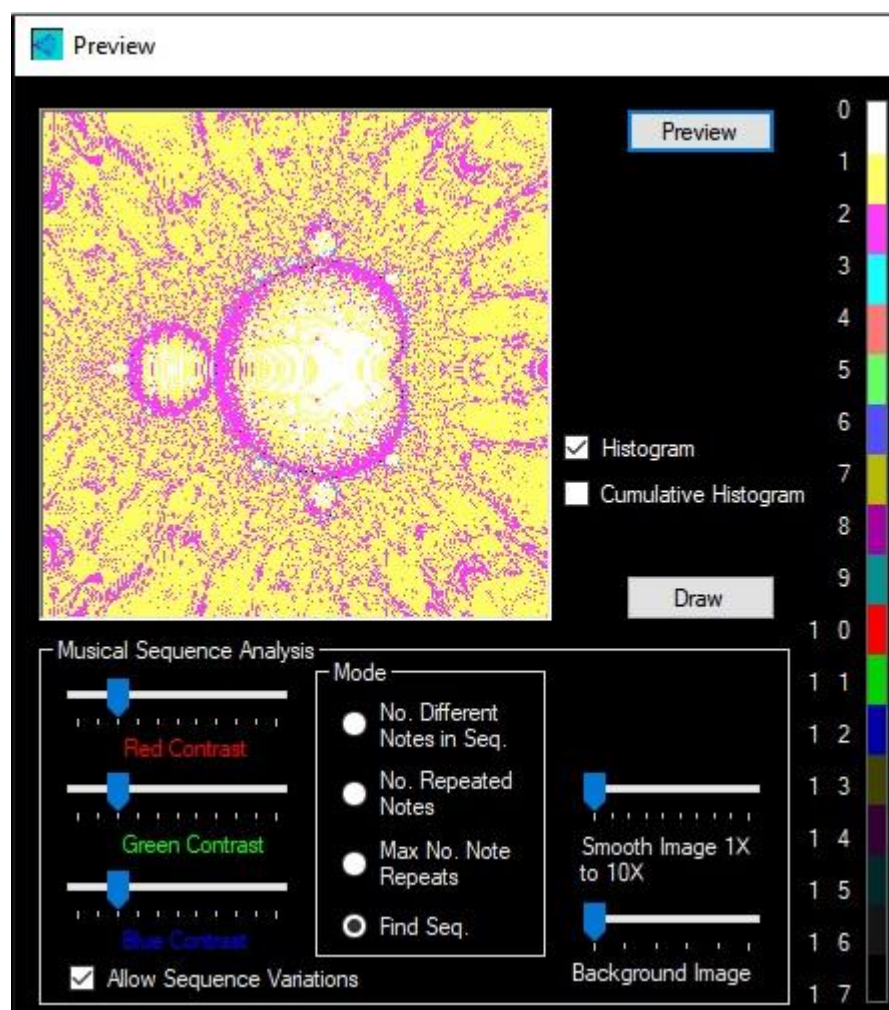 Preview
Preview
0
1
2
3
4
5
6
7
8
9
1 0
1 1
1 2
1 3
1 4
1 5
1 6
1 7
Histogram
Cumulative Histogram
Draw
Musical Sequence Analysis
Red Contrast
Green Contrast
Blue Contrast
Allow Sequence Variations
Mode
No. Different
Notes in Seq.
No. Repeated
Notes
Max No. Note
Repeats
Find Seq.
Smooth Image 1X
to 10X
Background Image